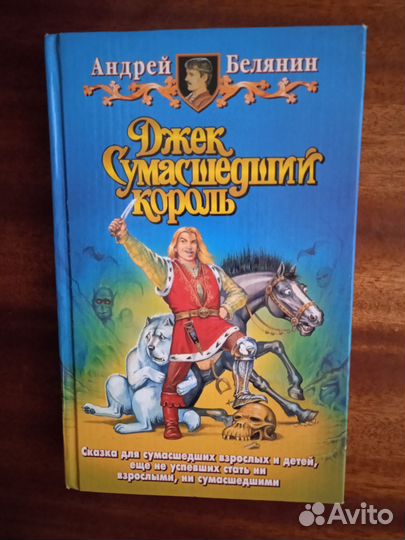 Андрей Белянин
Джек
Сумасшедший
король
Сказка для сумасшедших взрослых и детей,
еще не успевших стать ни
взрослыми, ни сумасшедшими
Avito